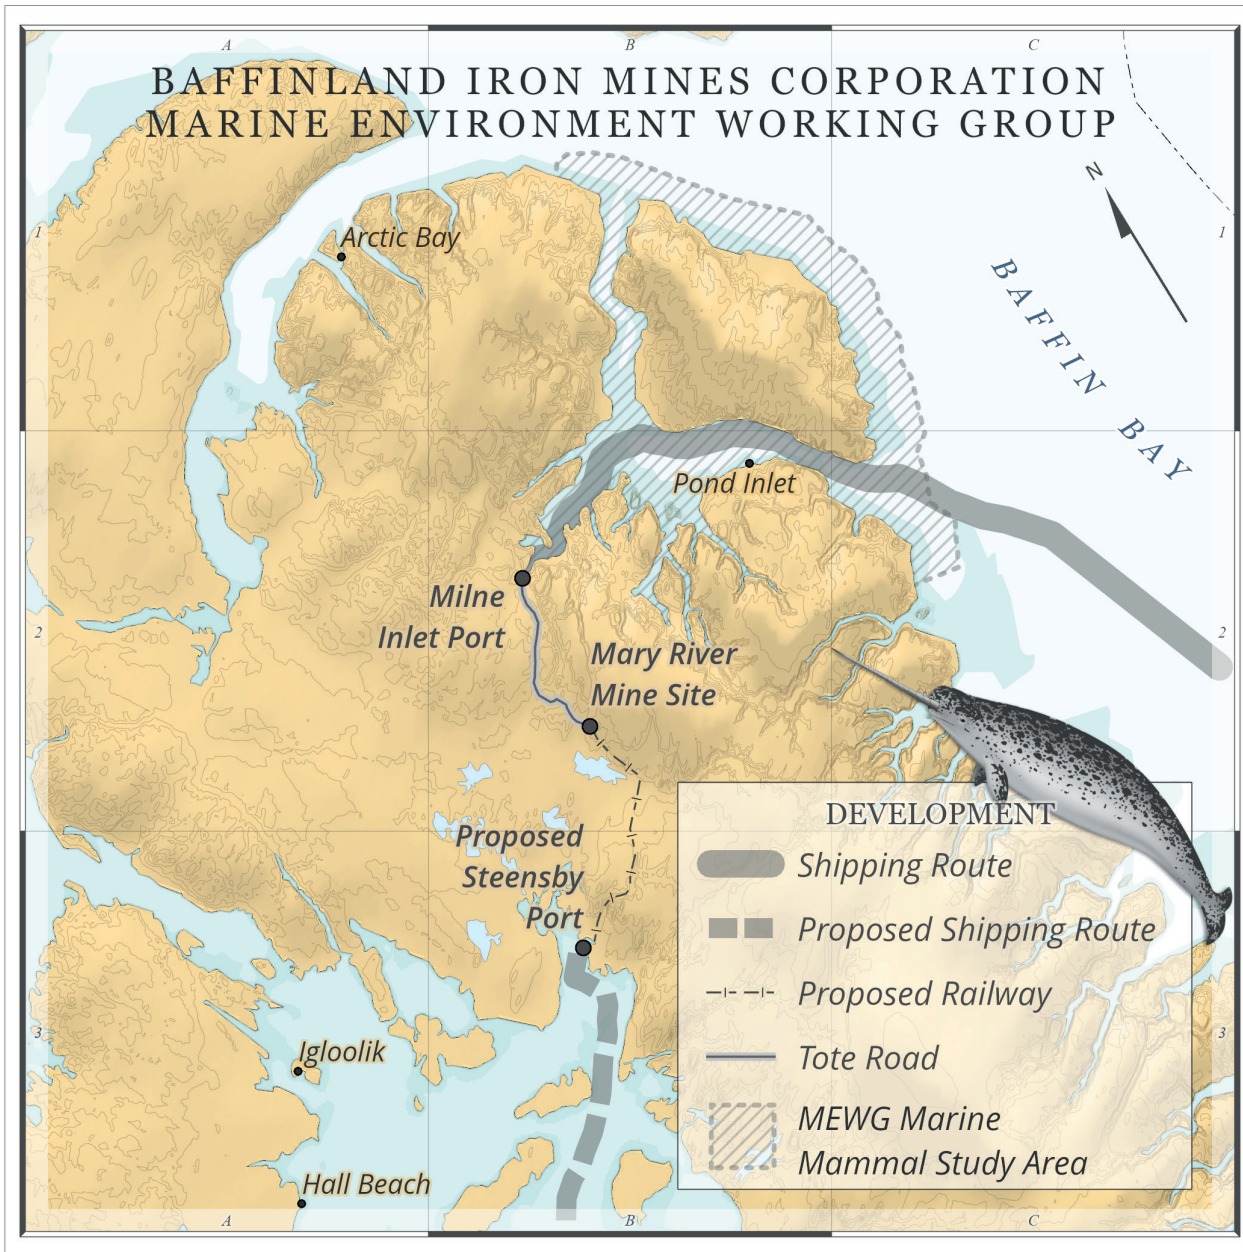 A B C
BAFFINLAND IRON MINES CORPORATION
MARINE ENVIRONMENT WORKING GROUP
N
1 1
Arctic Bay
BAFFIN BAY
Pond Inlet
Milne
Inlet Port
2 2
Mary River
Mine Site
Proposed
Steensby
Port
DEVELOPMENT
Shipping Route
Proposed Shipping Route
Proposed Railway
3 3
Igloolik
Tote Road
MEWG Marine
Mammal Study Area
Hall Beach
A B C